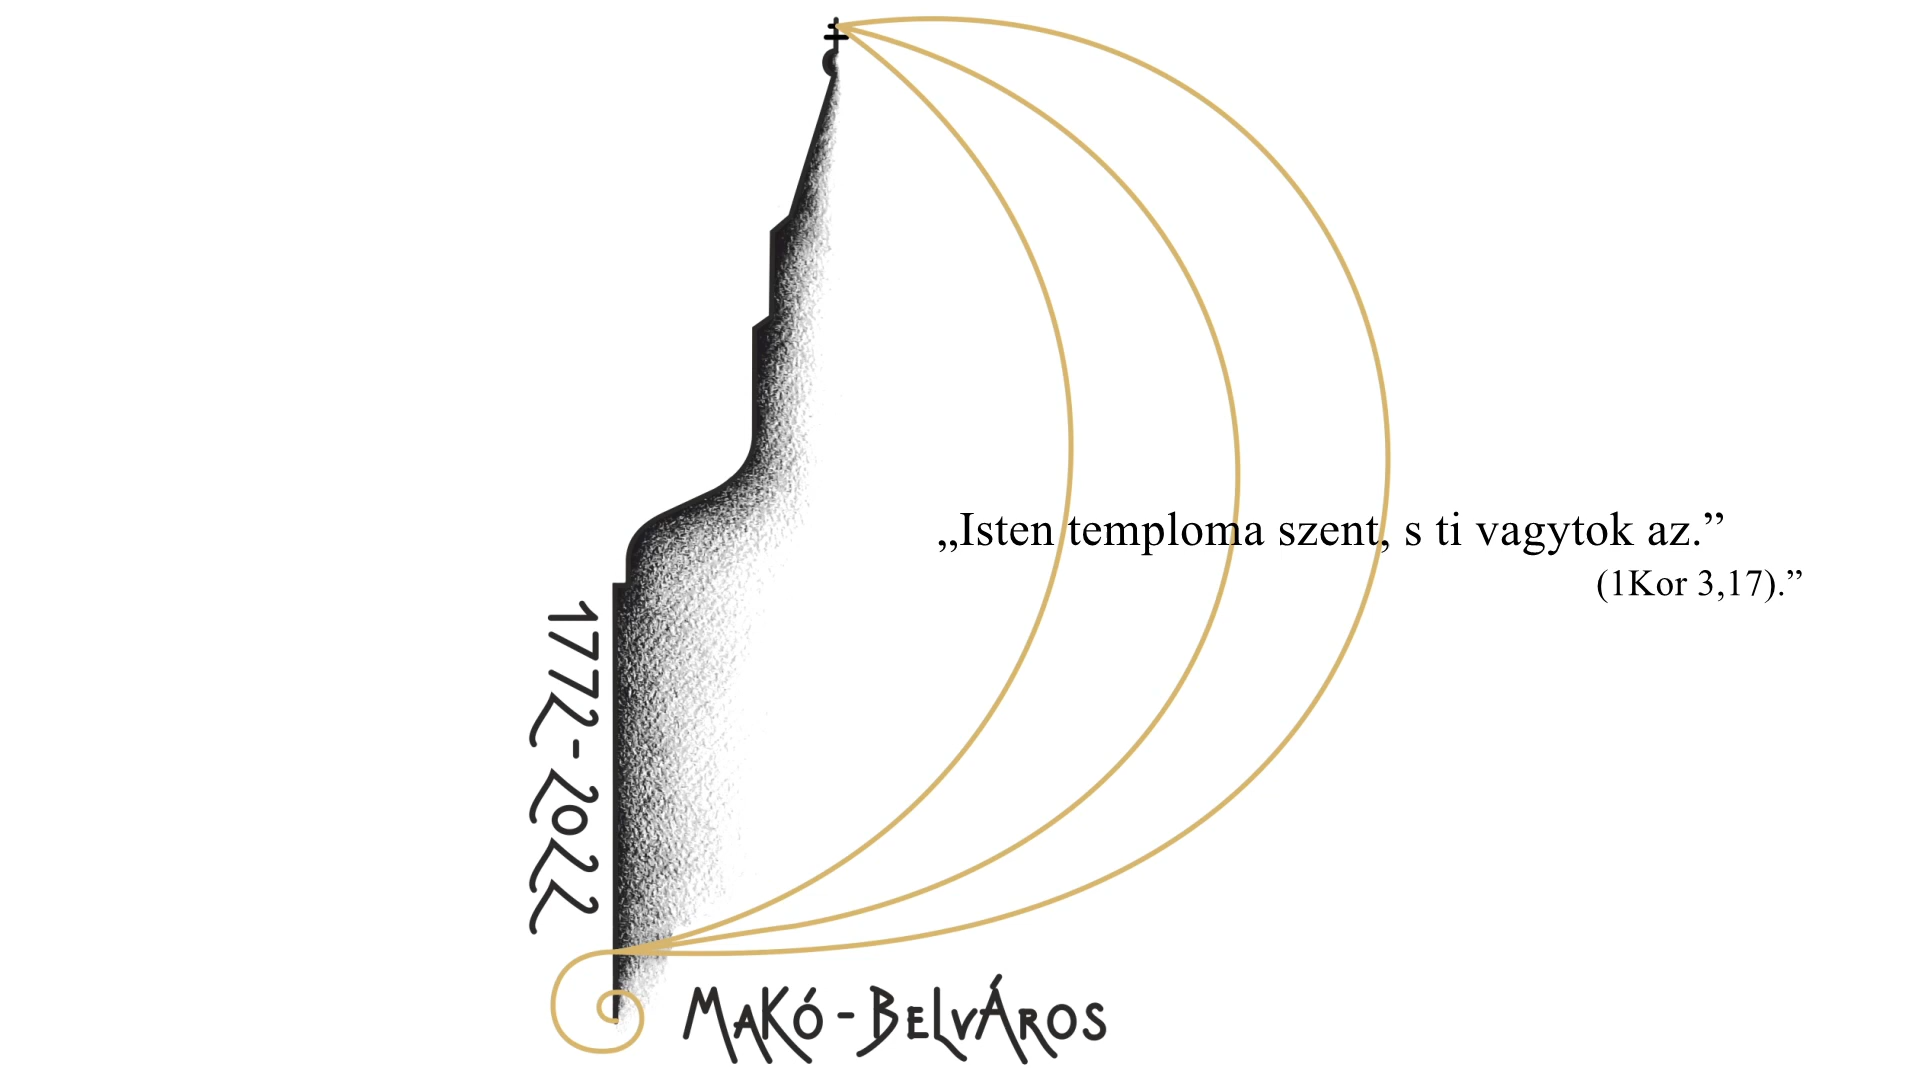 „Isten temploma szent, s ti vagytok az.”
(1Kor 3,17).”
1772-2022
MAKÓ-BELVÁROS